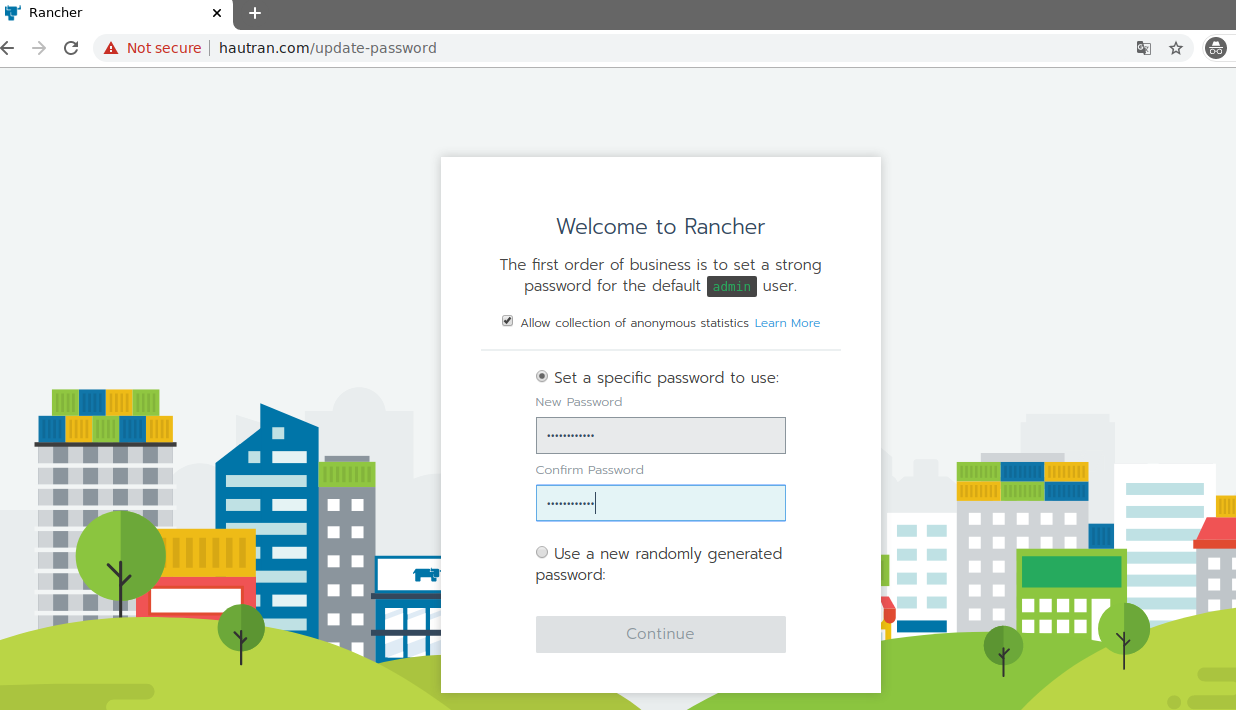 Rancher
Not secure hautran.com/update-password
Welcome to Rancher
The first order of business is to set a strong
password for the default admin user.
Allow collection of anonymous statistics Learn More
Set a specific password to use:
New Password
••••••••••••
Confirm Password
••••••••••••
Use a new randomly generated
password:
Continue